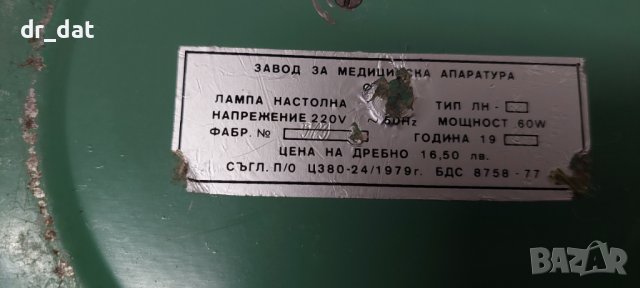 dr_dat
ЗАВОД ЗА МЕДИЦИНСКА АПАРАТУРА
ЛАМПА НАСТОЛНА ТИП ЛН-
НАПРЕЖЕНИЕ 220V ~ 50Hz МОЩНОСТ 60W
ФАБР. № ГОДИНА 19
ЦЕНА НА ДРЕБНО 16,50 лв.
СЪГЛ. П/О Ц380-24/1979г. БДС 8758-77
BAZAR